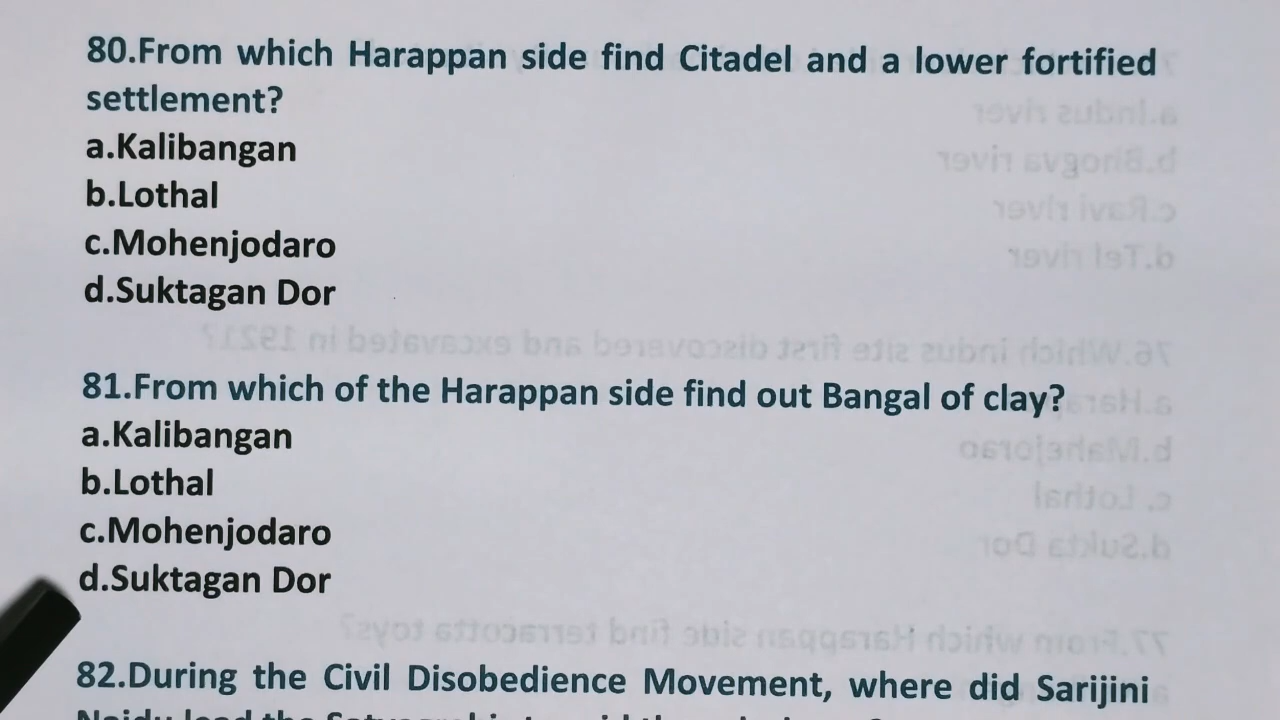 80.From which Harappan side find Citadel and a lower fortified
settlement?
a.Kalibangan
b.Lothal
c.Mohenjodaro
d.Suktagan Dor
81.From which of the Harappan side find out Bangal of clay?
a.Kalibangan
b.Lothal
c.Mohenjodaro
d.Suktagan Dor
82.During the Civil Disobedience Movement, where did Sarijini